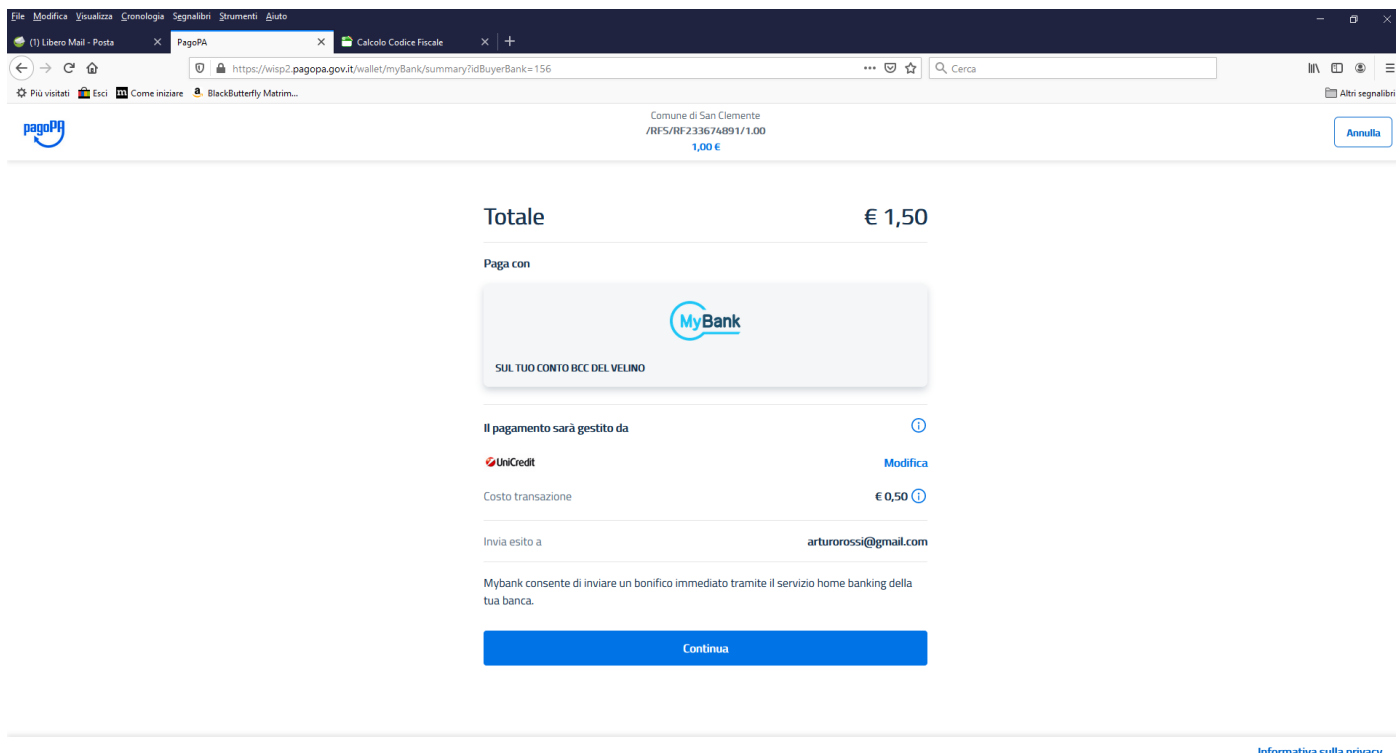 File Modifica Visualizza Cronologia Segnalibri Strumenti Aiuto
(1) Libero Mail - Posta
PagoPA
Calcolo Codice Fiscale
https://wisp2.pagopa.gov.it/wallet/myBank/summary?idBuyerBank=156
Cerca
Più visitati Esci Come iniziare BlackButterfly Matrim...
Altri segnalibri
pagoPA
Comune di San Clemente
/RFS/RF233674891/1.00
1,00 €
Annulla
Totale € 1,50
Paga con
MyBank
SUL TUO CONTO BCC DEL VELINO
Il pagamento sarà gestito da
UniCredit Modifica
Costo transazione € 0,50
Invia esito a arturorossi@gmail.com
Mybank consente di inviare un bonifico immediato tramite il servizio home banking della
tua banca.
Continua
Informativa sulla privacy